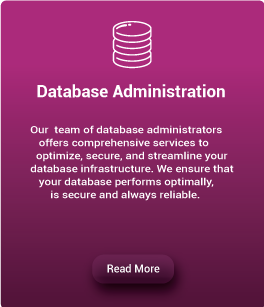 Database Administration
Our team of database administrators
offers comprehensive services to
optimize, secure, and streamline your
database infrastructure. We ensure that
your database performs optimally,
is secure and always reliable.
Read More